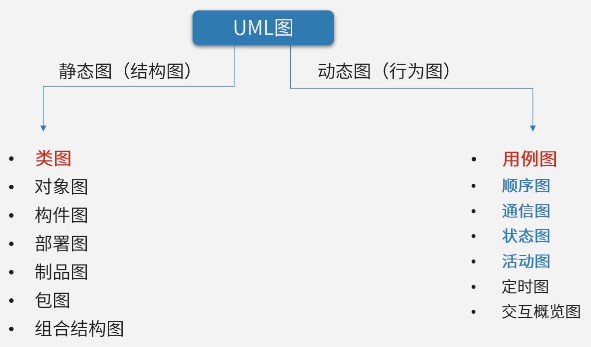 UML图
静态图（结构图）
动态图（行为图）
• 类图
• 对象图
• 构件图
• 部署图
• 制品图
• 包图
• 组合结构图
• 用例图
• 顺序图
• 通信图
• 状态图
• 活动图
• 定时图
• 交互概览图